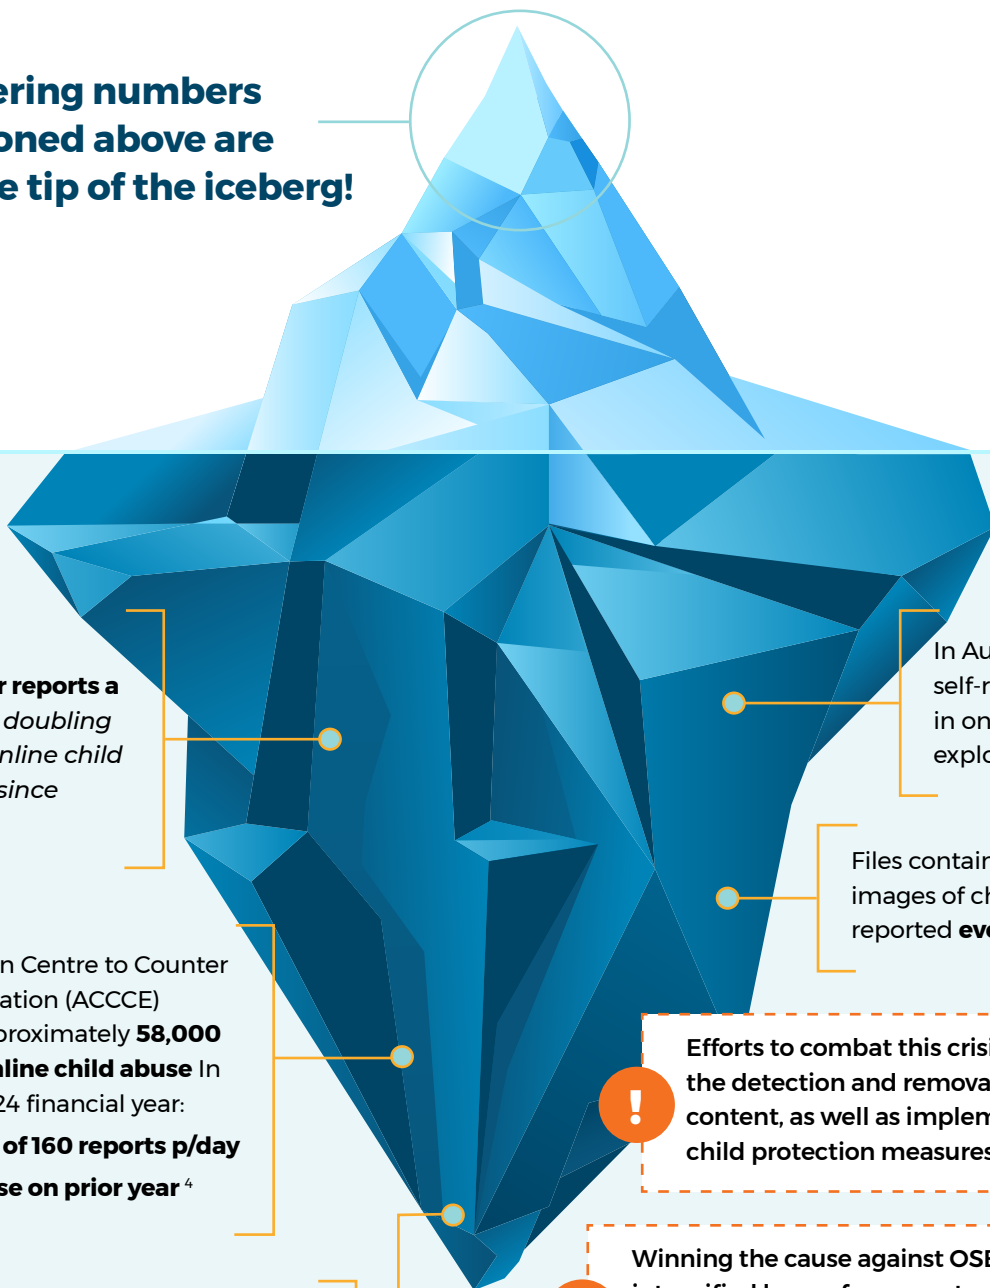 ering numbers
oned above are
e tip of the iceberg!
r reports a
doubling
nline child
since
In Au
self-r
in on
explo
Files contain
images of ch
reported eve
n Centre to Counter
ation (ACCCE)
proximately 58,000
nline child abuse In
24 financial year:
of 160 reports p/day
se on prior year 4
Efforts to combat this crisi
the detection and remova
content, as well as implem
child protection measures
!
Winning the cause against OSE